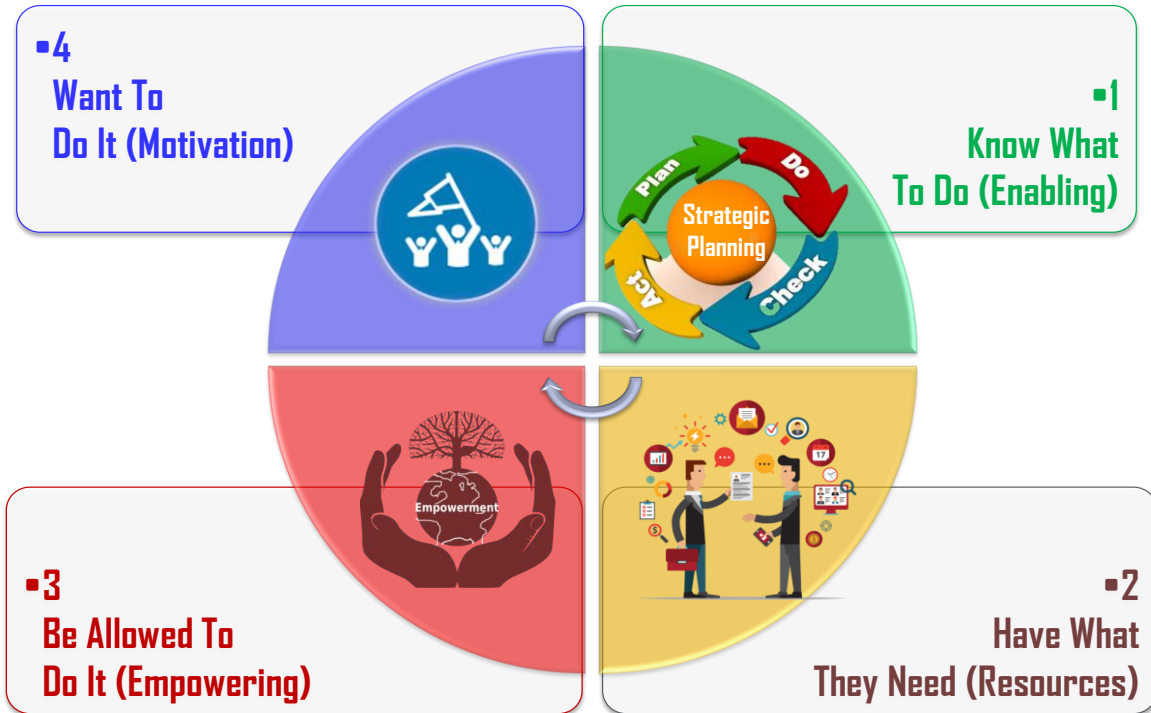 ▪4
Want To
Do It (Motivation)
▪1
Know What
To Do (Enabling)
Plan
Do
Check
Act
Strategic
Planning
17
Empowerment
▪3
Be Allowed To
Do It (Empowering)
▪2
Have What
They Need (Resources)